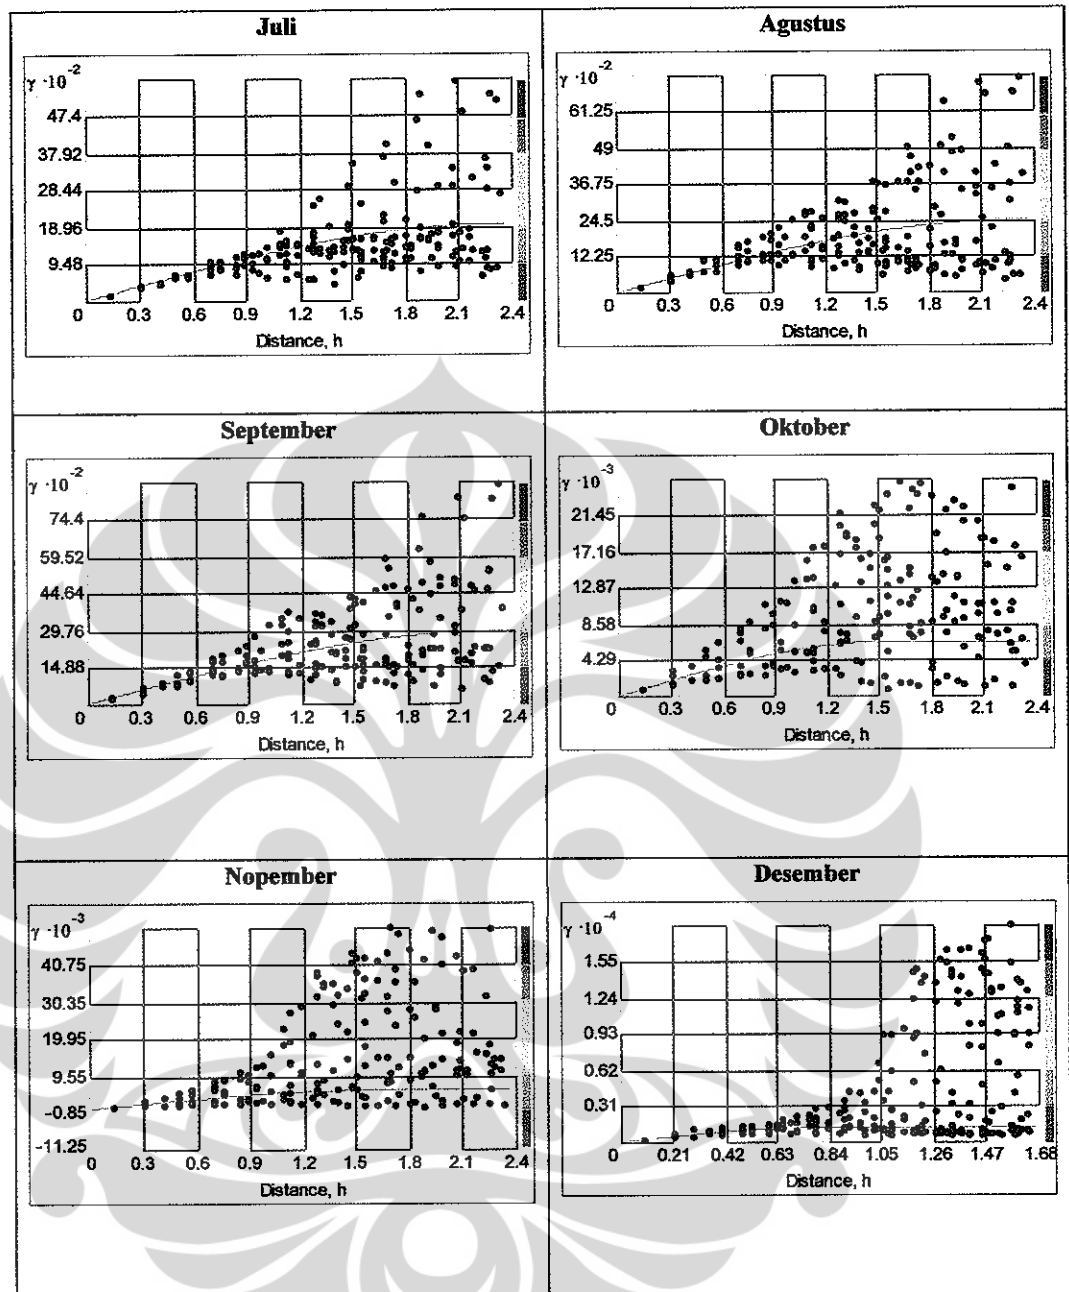 Juli
γ ·10 -2
47.4
37.92
28.44
18.96
9.48
0 0.3 0.6 0.9 1.2 1.5 1.8 2.1 2.4
Distance, h
Agustus
γ ·10 -2
61.25
49
36.75
24.5
12.25
0 0.3 0.6 0.9 1.2 1.5 1.8 2.1 2.4
Distance, h
September
γ ·10 -2
74.4
59.52
44.64
29.76
14.88
0 0.3 0.6 0.9 1.2 1.5 1.8 2.1 2.4
Distance, h
Oktober
γ ·10 -3
21.45
17.16
12.87
8.58
4.29
0 0.3 0.6 0.9 1.2 1.5 1.8 2.1 2.4
Distance, h
Nopember
γ ·10 -3
40.75
30.35
19.95
9.55
-0.85
-11.25
0 0.3 0.6 0.9 1.2 1.5 1.8 2.1 2.4
Distance, h
Desember
γ ·10 -4
1.55
1.24
0.93
0.62
0.31
0 0.21 0.42 0.63 0.84 1.05 1.26 1.47 1.68
Distance, h